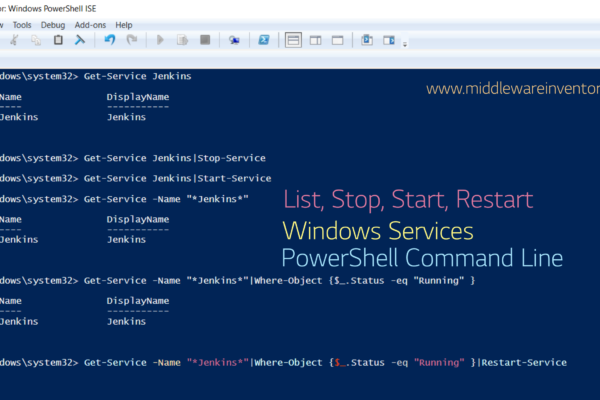 or: Windows PowerShell ISE
w Tools Debug Add-ons Help
dows\system32> Get-Service Jenkins
www.middlewareinventor
Name DisplayName
---- -----------
Jenkins Jenkins
dows\system32> Get-Service Jenkins|Stop-Service
dows\system32> Get-Service Jenkins|Start-Service
dows\system32> Get-Service -Name "*Jenkins*"
List, Stop, Start, Restart
Name DisplayName
---- -----------
Jenkins Jenkins
Windows Services
PowerShell Command Line
dows\system32> Get-Service -Name "*Jenkins*"|Where-Object {$_.Status -eq "Running" }
Name DisplayName
---- -----------
Jenkins Jenkins
dows\system32> Get-Service -Name "*Jenkins*"|Where-Object {$_.Status -eq "Running" }|Restart-Service